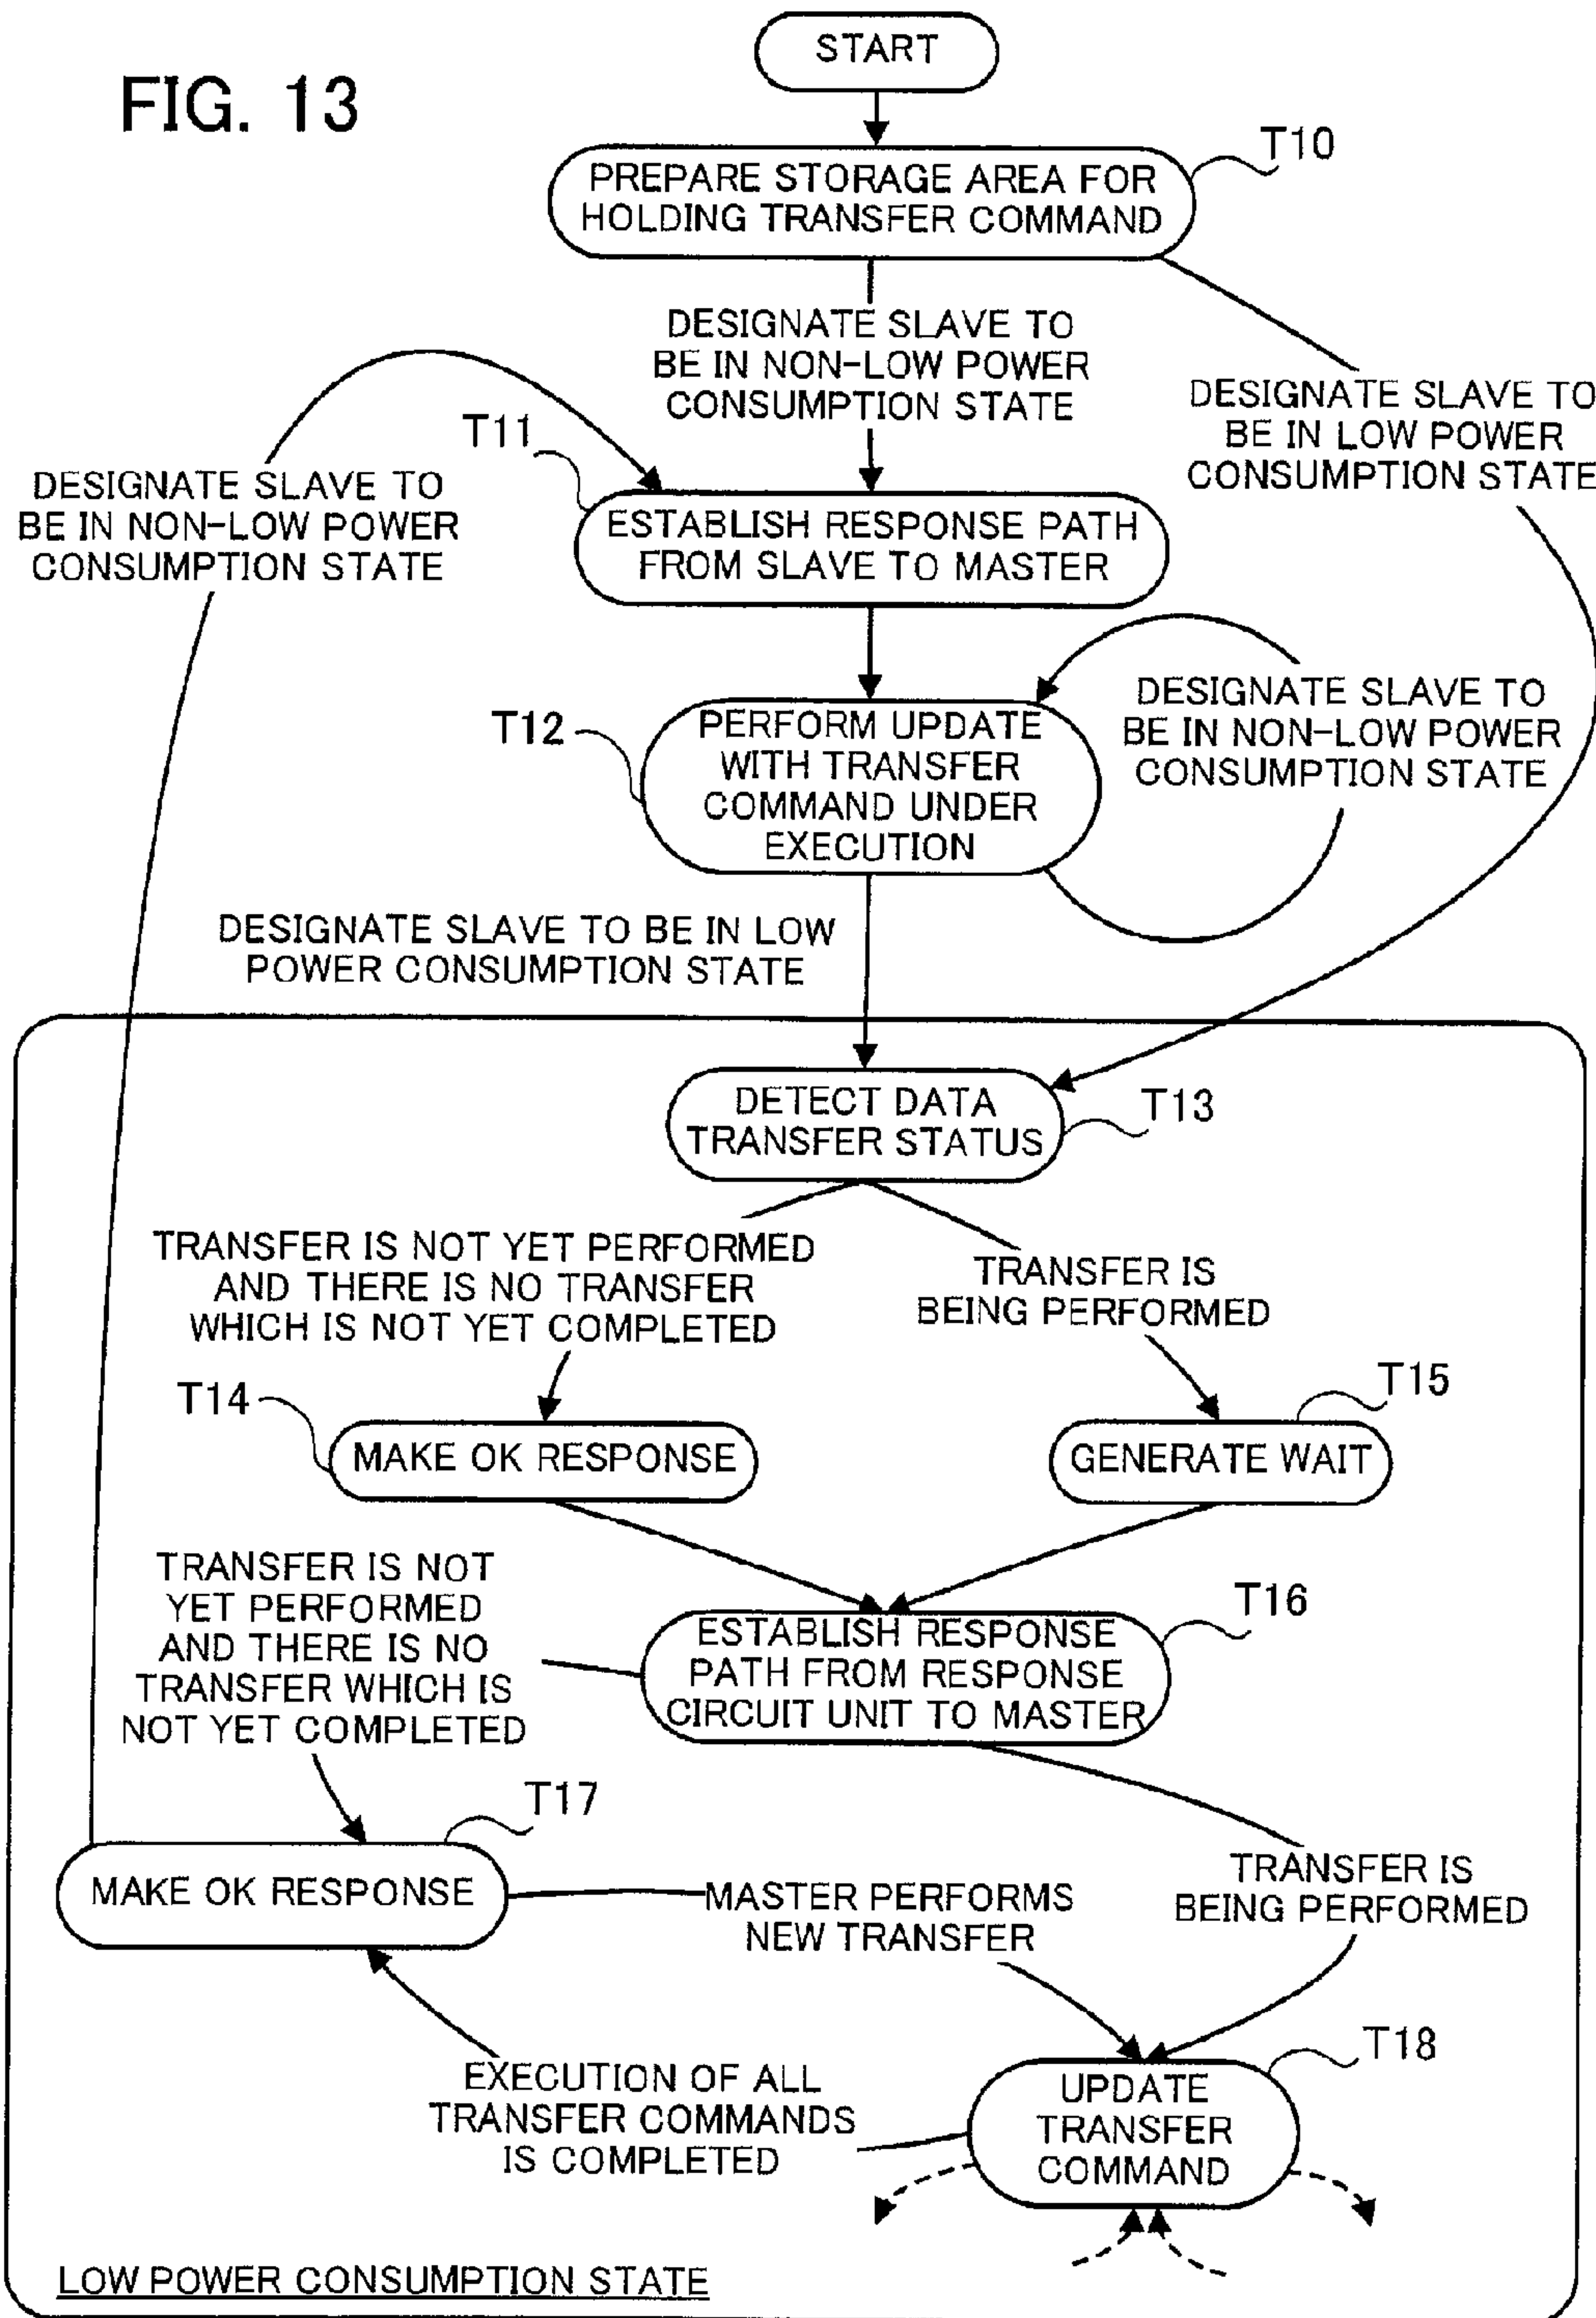 START
FIG. 13
T10
PREPARE STORAGE AREA FOR
HOLDING TRANSFER COMMAND
DESIGNATE SLAVE TO
BE IN NON-LOW POWER
CONSUMPTION STATE
DESIGNATE SLAVE TO
BE IN LOW POWER
CONSUMPTION STATE
T11
DESIGNATE SLAVE TO
BE IN NON-LOW POWER
CONSUMPTION STATE
ESTABLISH RESPONSE PATH
FROM SLAVE TO MASTER
T12
PERFORM UPDATE
WITH TRANSFER
COMMAND UNDER
EXECUTION
DESIGNATE SLAVE TO
BE IN NON-LOW POWER
CONSUMPTION STATE
DESIGNATE SLAVE TO BE IN LOW
POWER CONSUMPTION STATE
DETECT DATA
TRANSFER STATUS
T13
TRANSFER IS NOT YET PERFORMED
AND THERE IS NO TRANSFER
WHICH IS NOT YET COMPLETED
TRANSFER IS
BEING PERFORMED
T14
MAKE OK RESPONSE
T15
GENERATE WAIT
TRANSFER IS NOT
YET PERFORMED
AND THERE IS NO
TRANSFER WHICH IS
NOT YET COMPLETED
T16
ESTABLISH RESPONSE
PATH FROM RESPONSE
CIRCUIT UNIT TO MASTER
T17
MAKE OK RESPONSE
MASTER PERFORMS
NEW TRANSFER
TRANSFER IS
BEING PERFORMED
EXECUTION OF ALL
TRANSFER COMMANDS
IS COMPLETED
T18
UPDATE
TRANSFER
COMMAND
LOW POWER CONSUMPTION STATE